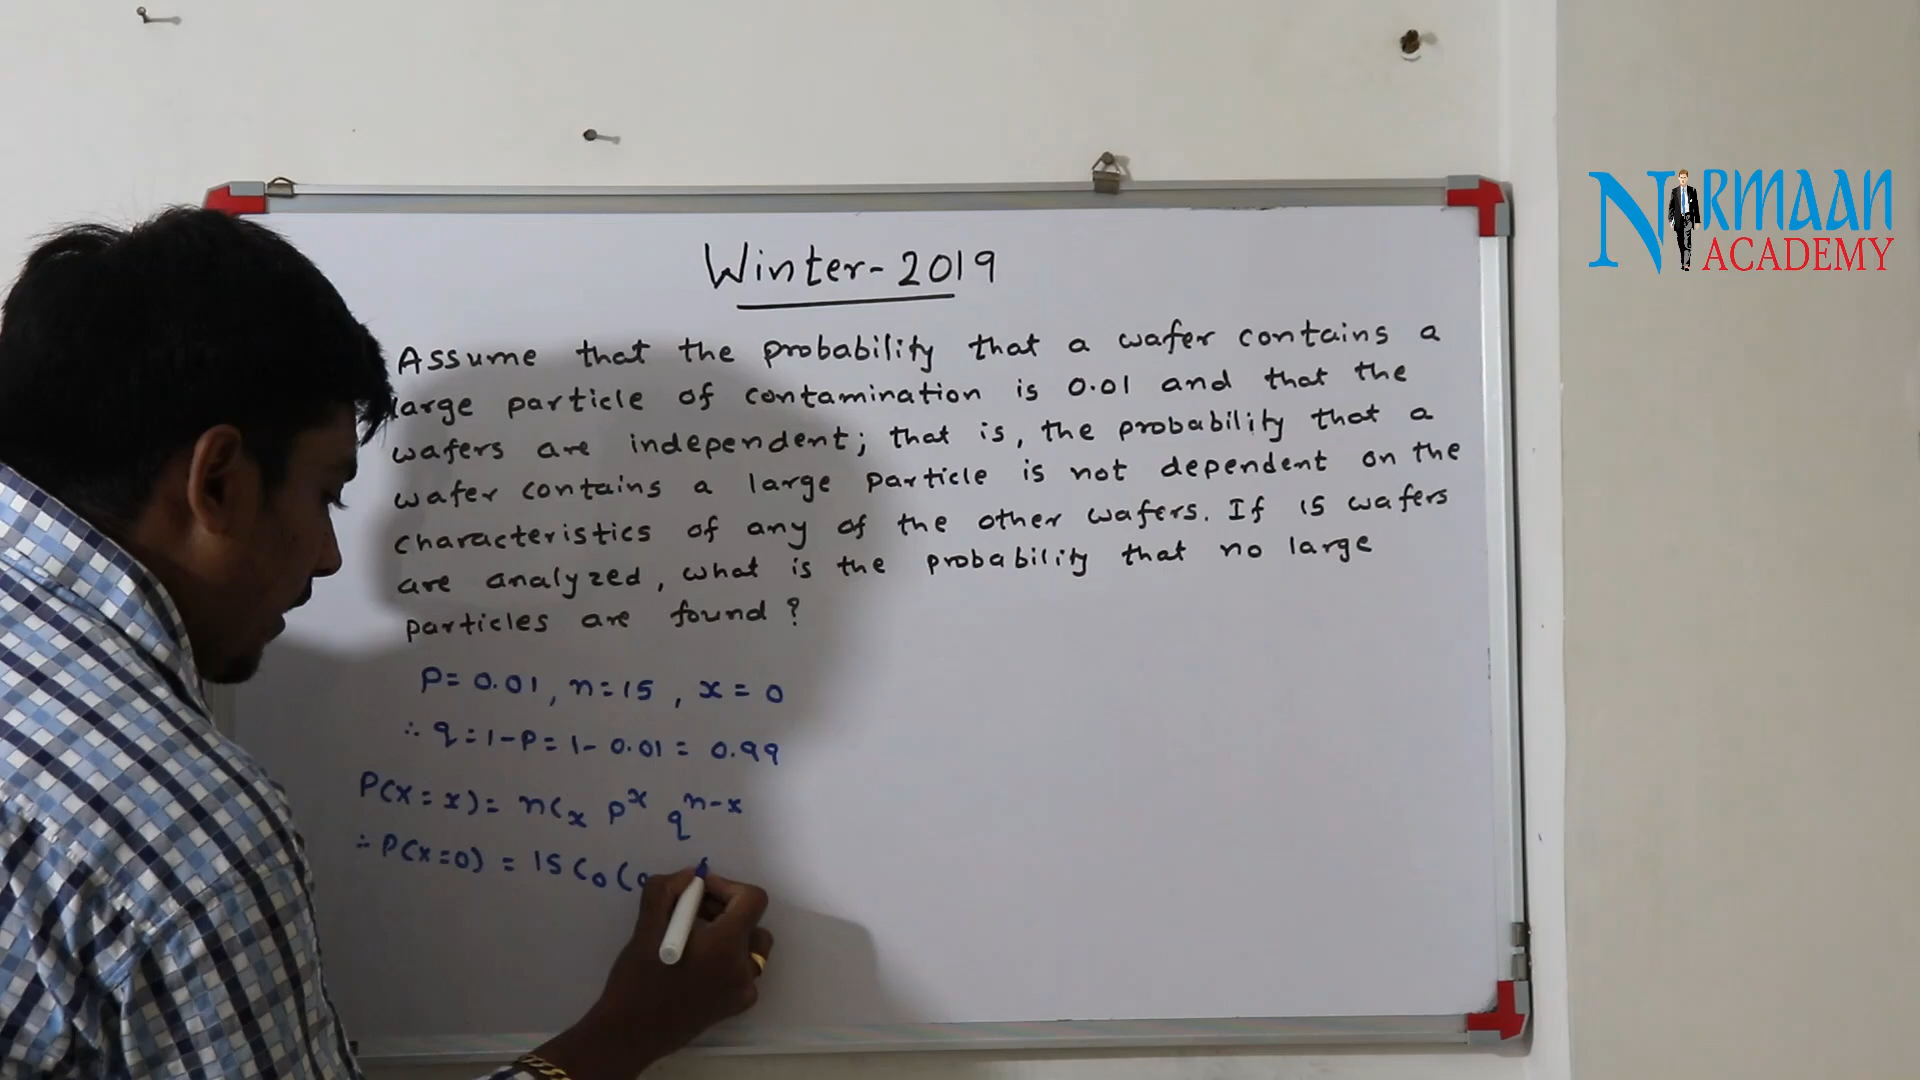 NIRMAAN
ACADEMY
Winter-2019
Assume that the probability that a wafer contains a
large particle of contamination is 0.01 and that the
wafers are independent; that is, the probability that a
wafer contains a large particle is not dependent on the
characteristics of any of the other wafers. If 15 wafers
are analyzed, what is the probability that no large
particles are found?
P=0.01, n=15, x=0
∴ q=1-P=1-0.01=0.99
P(X=x)= nCx P^x q^n-x
∴ P(X=0) = 15C0 (0